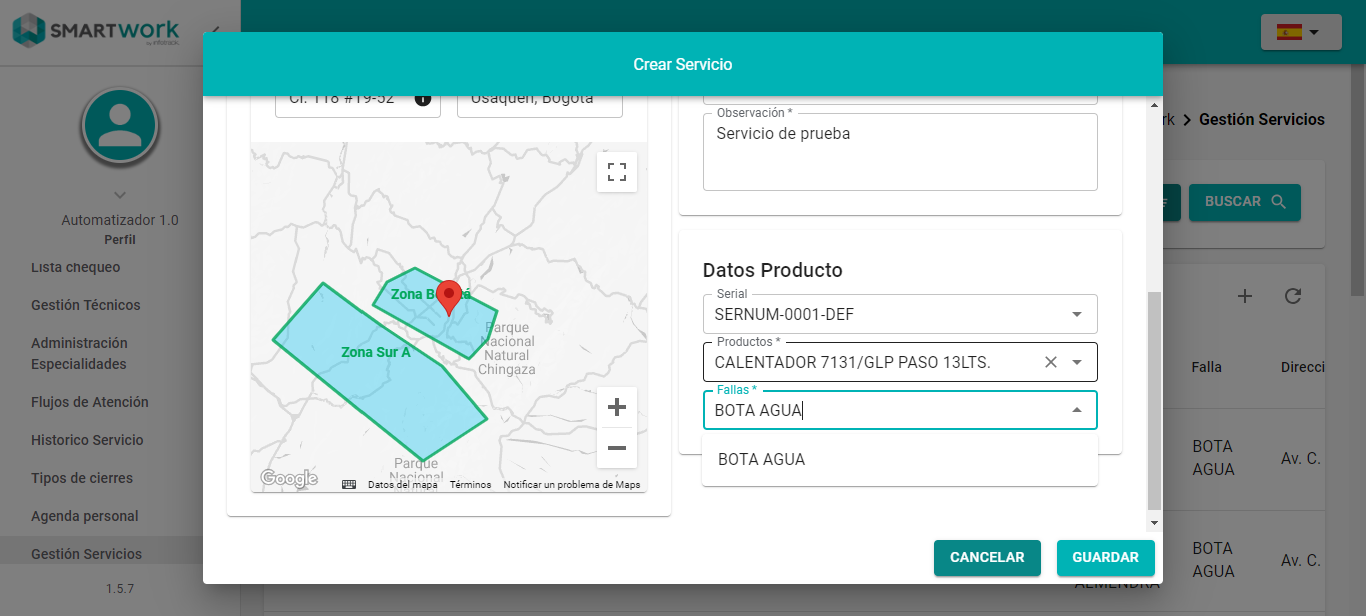 SMARTWORK
by infotrack
Automatizador 1.0
Perfil
Lista chequeo
Gestión Técnicos
Administración
Especialidades
Flujos de Atención
Historico Servicio
Tipos de cierres
Agenda personal
Gestión Servicios
1.5.7
Crear Servicio
Cl. 118 #19-52
Usaquén, Bogotá
Zona Bogotá
Zona Sur A
Parque
Nacional
Natural
Chingaza
Parque
Nacional
Google
Datos del mapa
Términos
Notificar un problema de Maps
Observación *
Servicio de prueba
Datos Producto
Serial
SERNUM-0001-DEF
Productos *
CALENTADOR 7131/GLP PASO 13LTS.
Fallas *
BOTA AGUA
BOTA AGUA
CANCELAR
GUARDAR
rk > Gestión Servicios
BUSCAR
Falla
Direcci
BOTA
AGUA
Av. C.
BOTA
AGUA
Av. C.
ALMENDRA